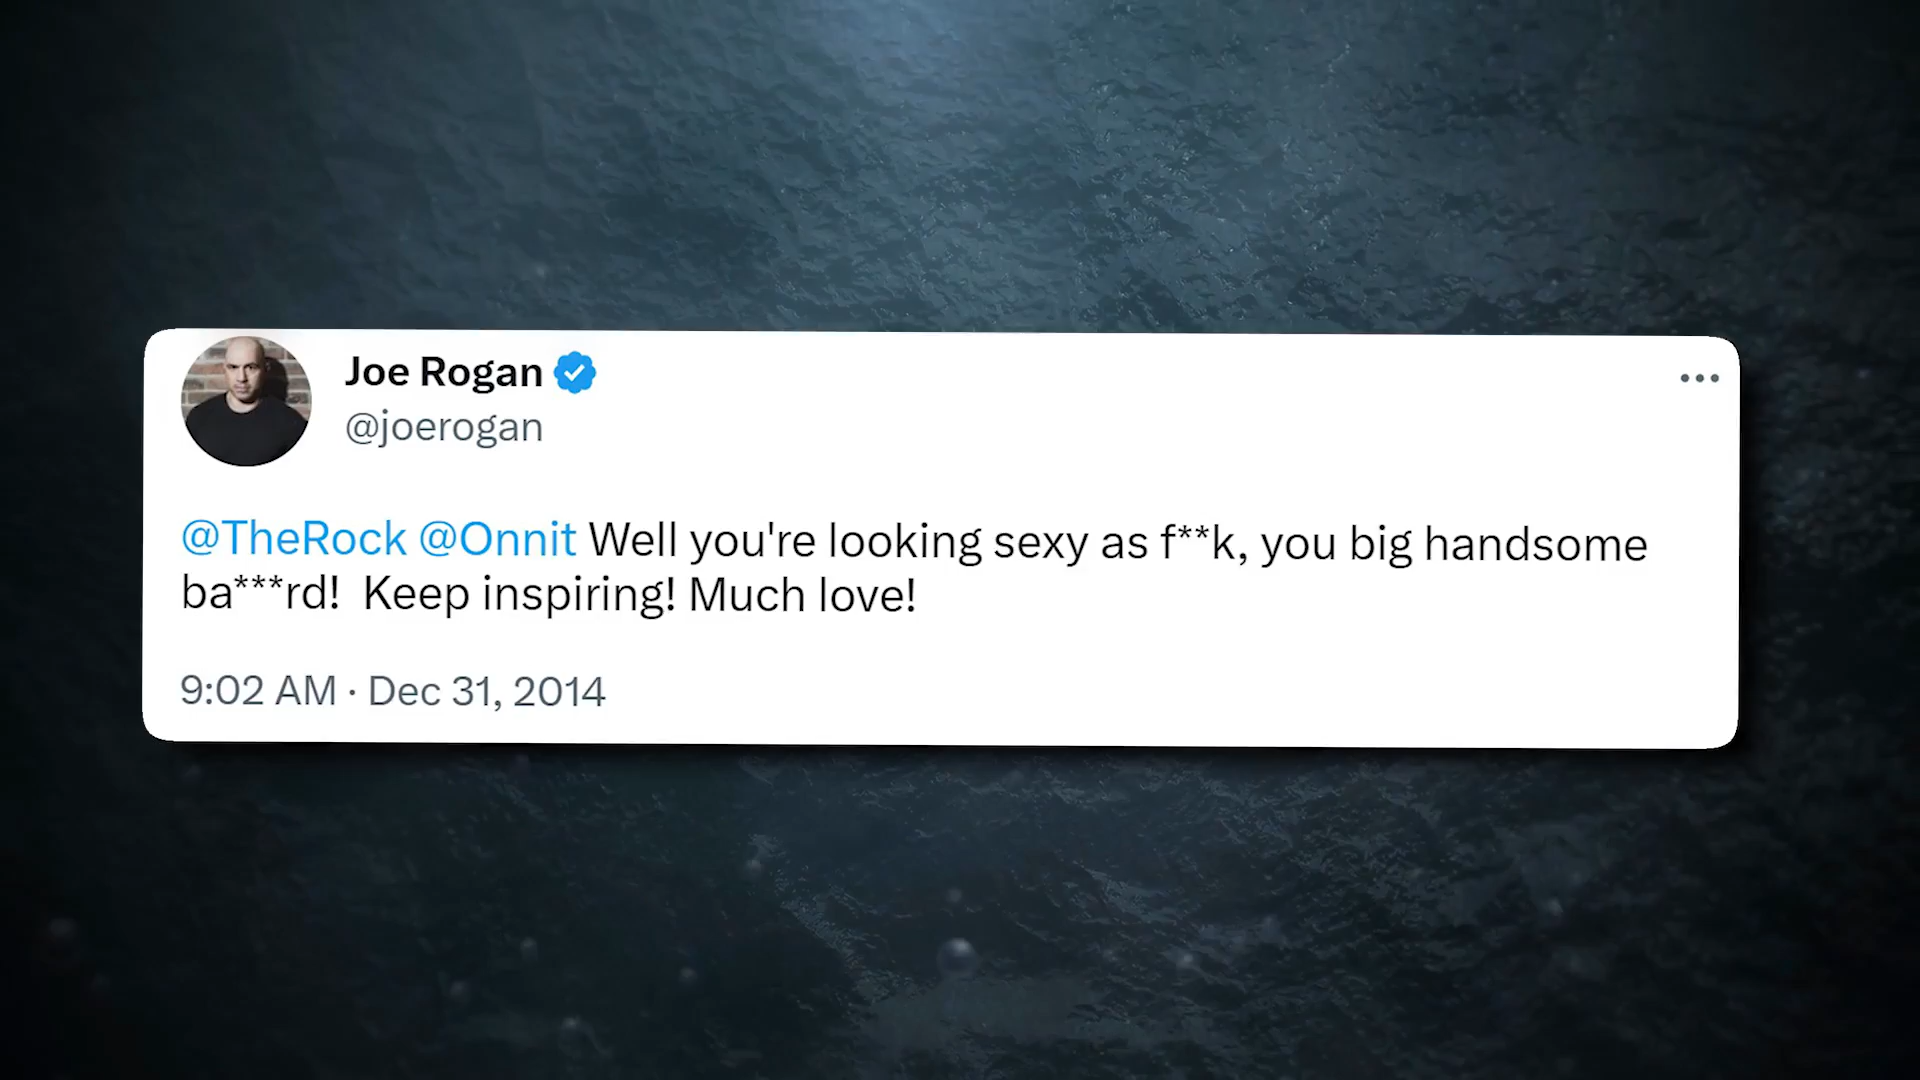 Joe Rogan
@joerogan
@TheRock @Onnit Well you're looking sexy as f**k, you big handsome
ba***rd!  Keep inspiring! Much love!
9:02 AM · Dec 31, 2014